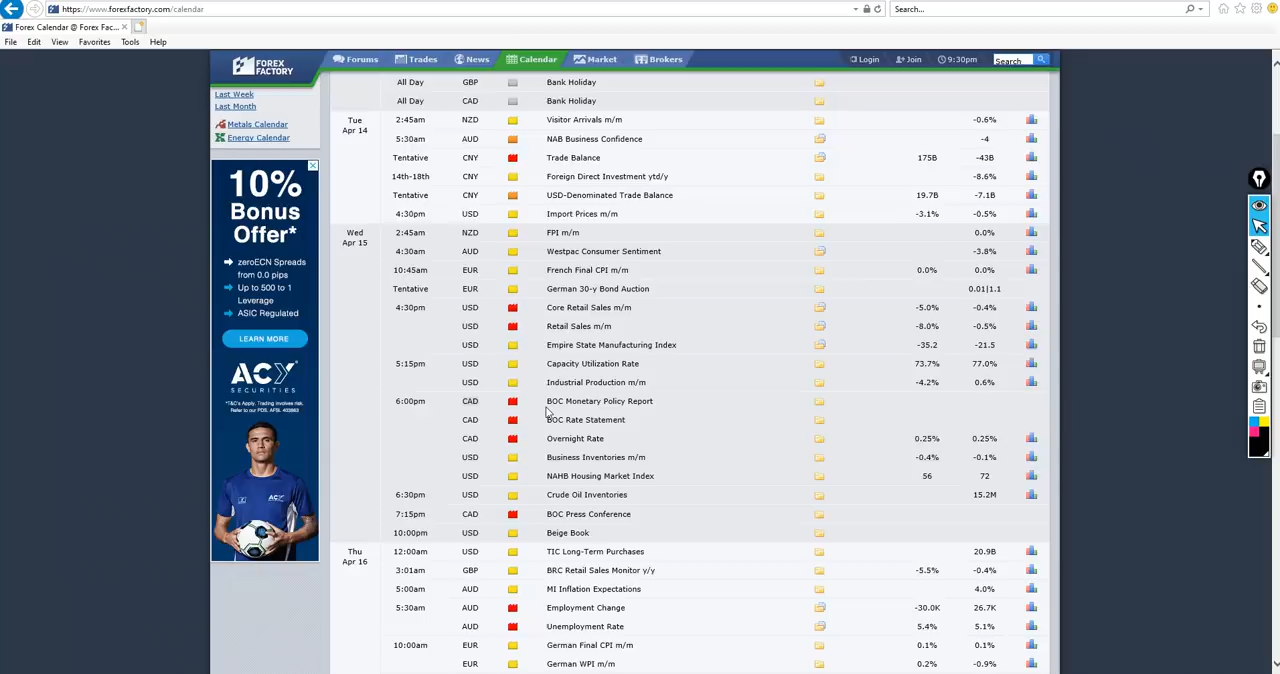 https://www.forexfactory.com/calendar
Search...
Forex Calendar @ Forex Fac...
File Edit View Favorites Tools Help
FOREX FACTORY
Forums Trades News Calendar Market Brokers Login Join 9:30pm Search
Last Week
Last Month
Metals Calendar
Energy Calendar
10%
Bonus
Offer*
zeroECN Spreads
from 0.0 pips
Up to 500 to 1
Leverage
ASIC Regulated
LEARN MORE
ACY
SECURITIES
*T&C's Apply. Trading involves risk.
Refer to our PDS. AFSL 403863
ACY
All Day GBP Bank Holiday
All Day CAD Bank Holiday
Tue
Apr 14
2:45am NZD Visitor Arrivals m/m -0.6%
5:30am AUD NAB Business Confidence -4
Tentative CNY Trade Balance 175B -43B
14th-18th CNY Foreign Direct Investment ytd/y -8.6%
Tentative CNY USD-Denominated Trade Balance 19.7B -7.1B
4:30pm USD Import Prices m/m -3.1% -0.5%
Wed
Apr 15
2:45am NZD FPI m/m 0.0%
4:30am AUD Westpac Consumer Sentiment -3.8%
10:45am EUR French Final CPI m/m 0.0% 0.0%
Tentative EUR German 30-y Bond Auction 0.01|1.1
4:30pm USD Core Retail Sales m/m -5.0% -0.4%
USD Retail Sales m/m -8.0% -0.5%
USD Empire State Manufacturing Index -35.2 -21.5
5:15pm USD Capacity Utilization Rate 73.7% 77.0%
USD Industrial Production m/m -4.2% 0.6%
6:00pm CAD BOC Monetary Policy Report
CAD BOC Rate Statement
CAD Overnight Rate 0.25% 0.25%
USD Business Inventories m/m -0.4% -0.1%
USD NAHB Housing Market Index 56 72
6:30pm USD Crude Oil Inventories 15.2M
7:15pm CAD BOC Press Conference
10:00pm USD Beige Book
Thu
Apr 16
12:00am USD TIC Long-Term Purchases 20.9B
3:01am GBP BRC Retail Sales Monitor y/y -5.5% -0.4%
5:00am AUD MI Inflation Expectations 4.0%
5:30am AUD Employment Change -30.0K 26.7K
AUD Unemployment Rate 5.4% 5.1%
10:00am EUR German Final CPI m/m 0.1% 0.1%
EUR German WPI m/m 0.2% -0.9%